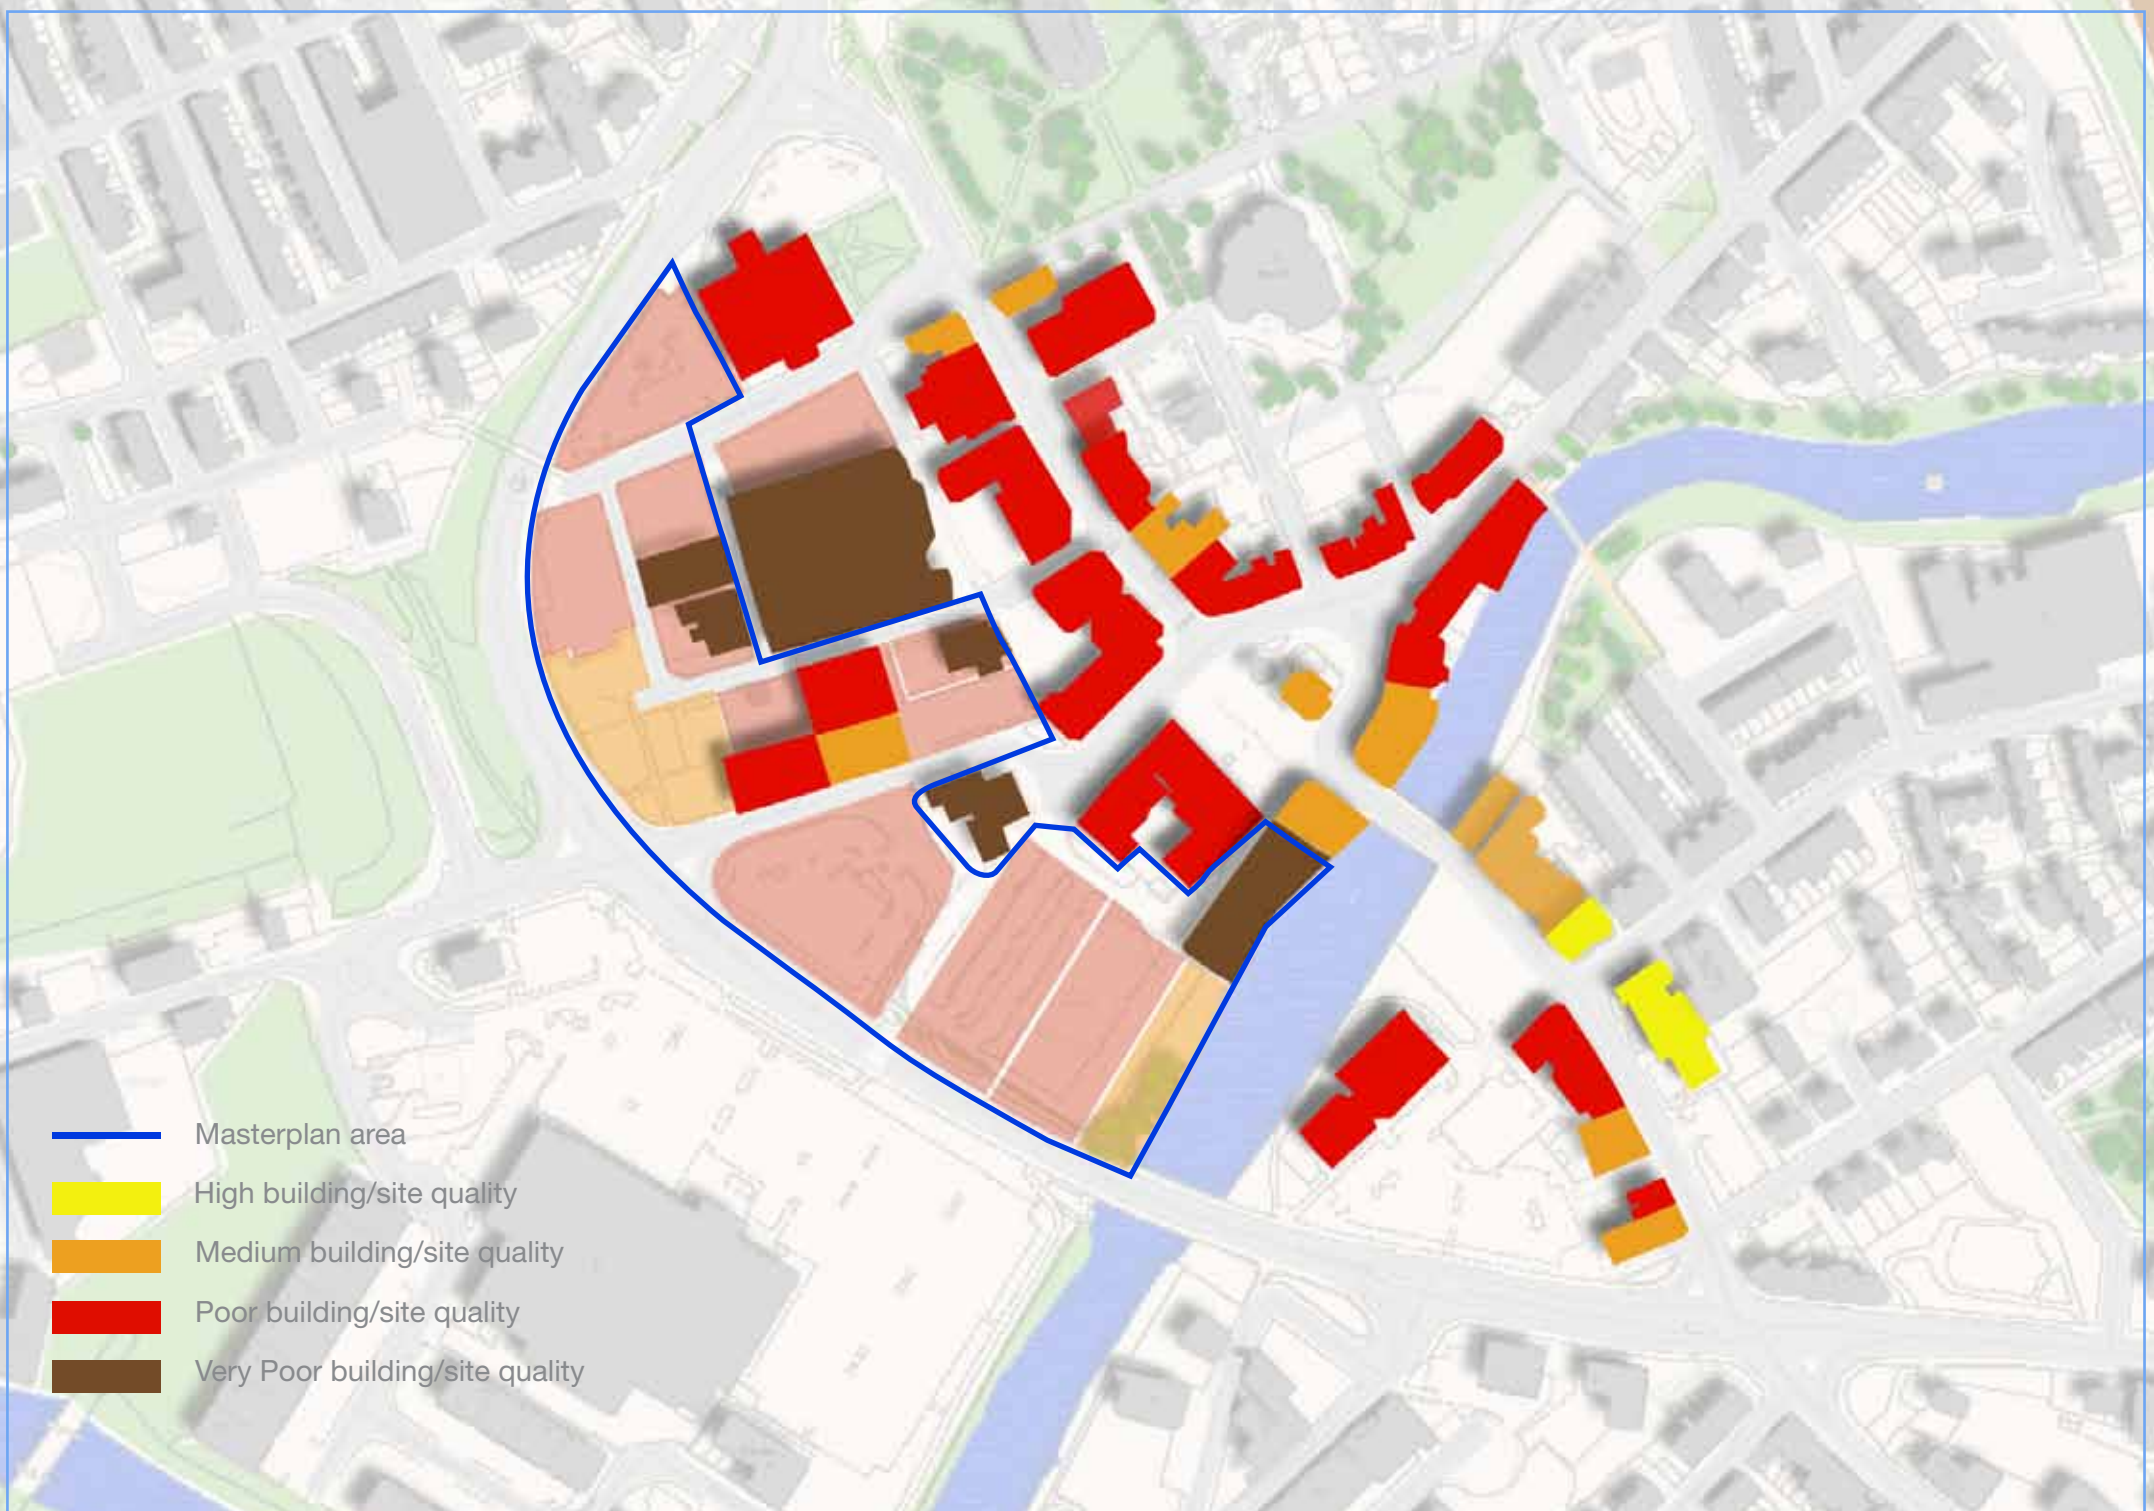 Masterplan area
High building/site quality
Medium building/site quality
Poor building/site quality
Very Poor building/site quality